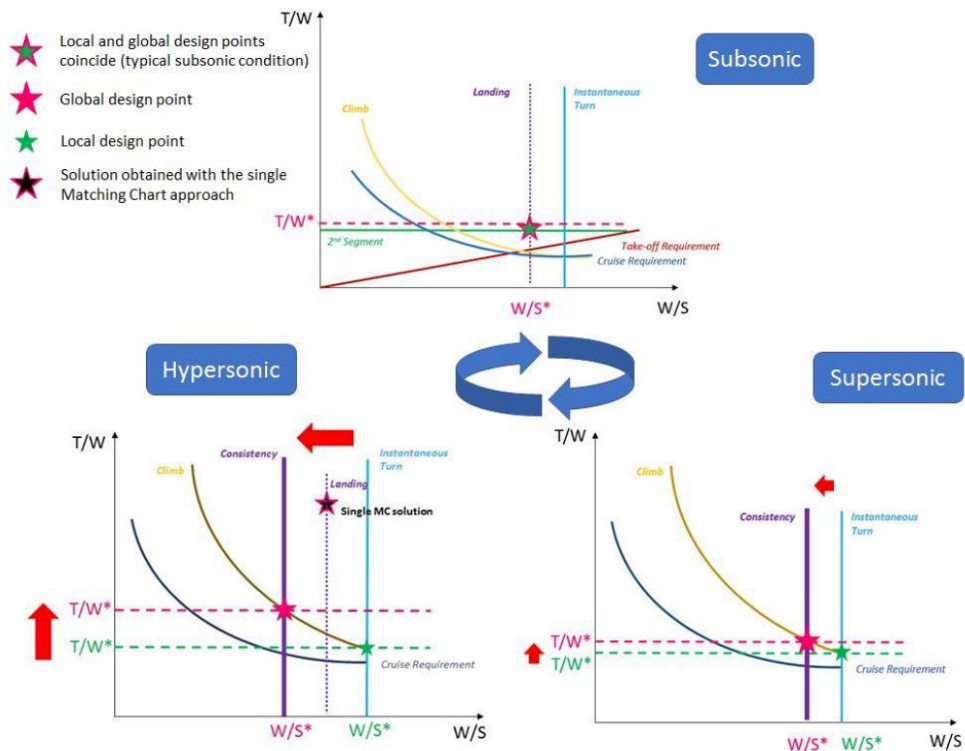 Local and global design points
coincide (typical subsonic condition)
Global design point
Local design point
Solution obtained with the single
Matching Chart approach
T/W
Subsonic
Landing
Instantaneous
Turn
Climb
T/W*
2nd Segment
Take-off Requirement
Cruise Requirement
W/S*
W/S
Hypersonic
T/W
Consistency
Instantaneous
Turn
Climb
Landing
Single MC solution
T/W*
T/W*
Cruise Requirement
W/S*
W/S*
W/S
Supersonic
T/W
Climb
Consistency
Instantaneous
Turn
T/W*
T/W*
Cruise Requirement
W/S*
W/S*
W/S